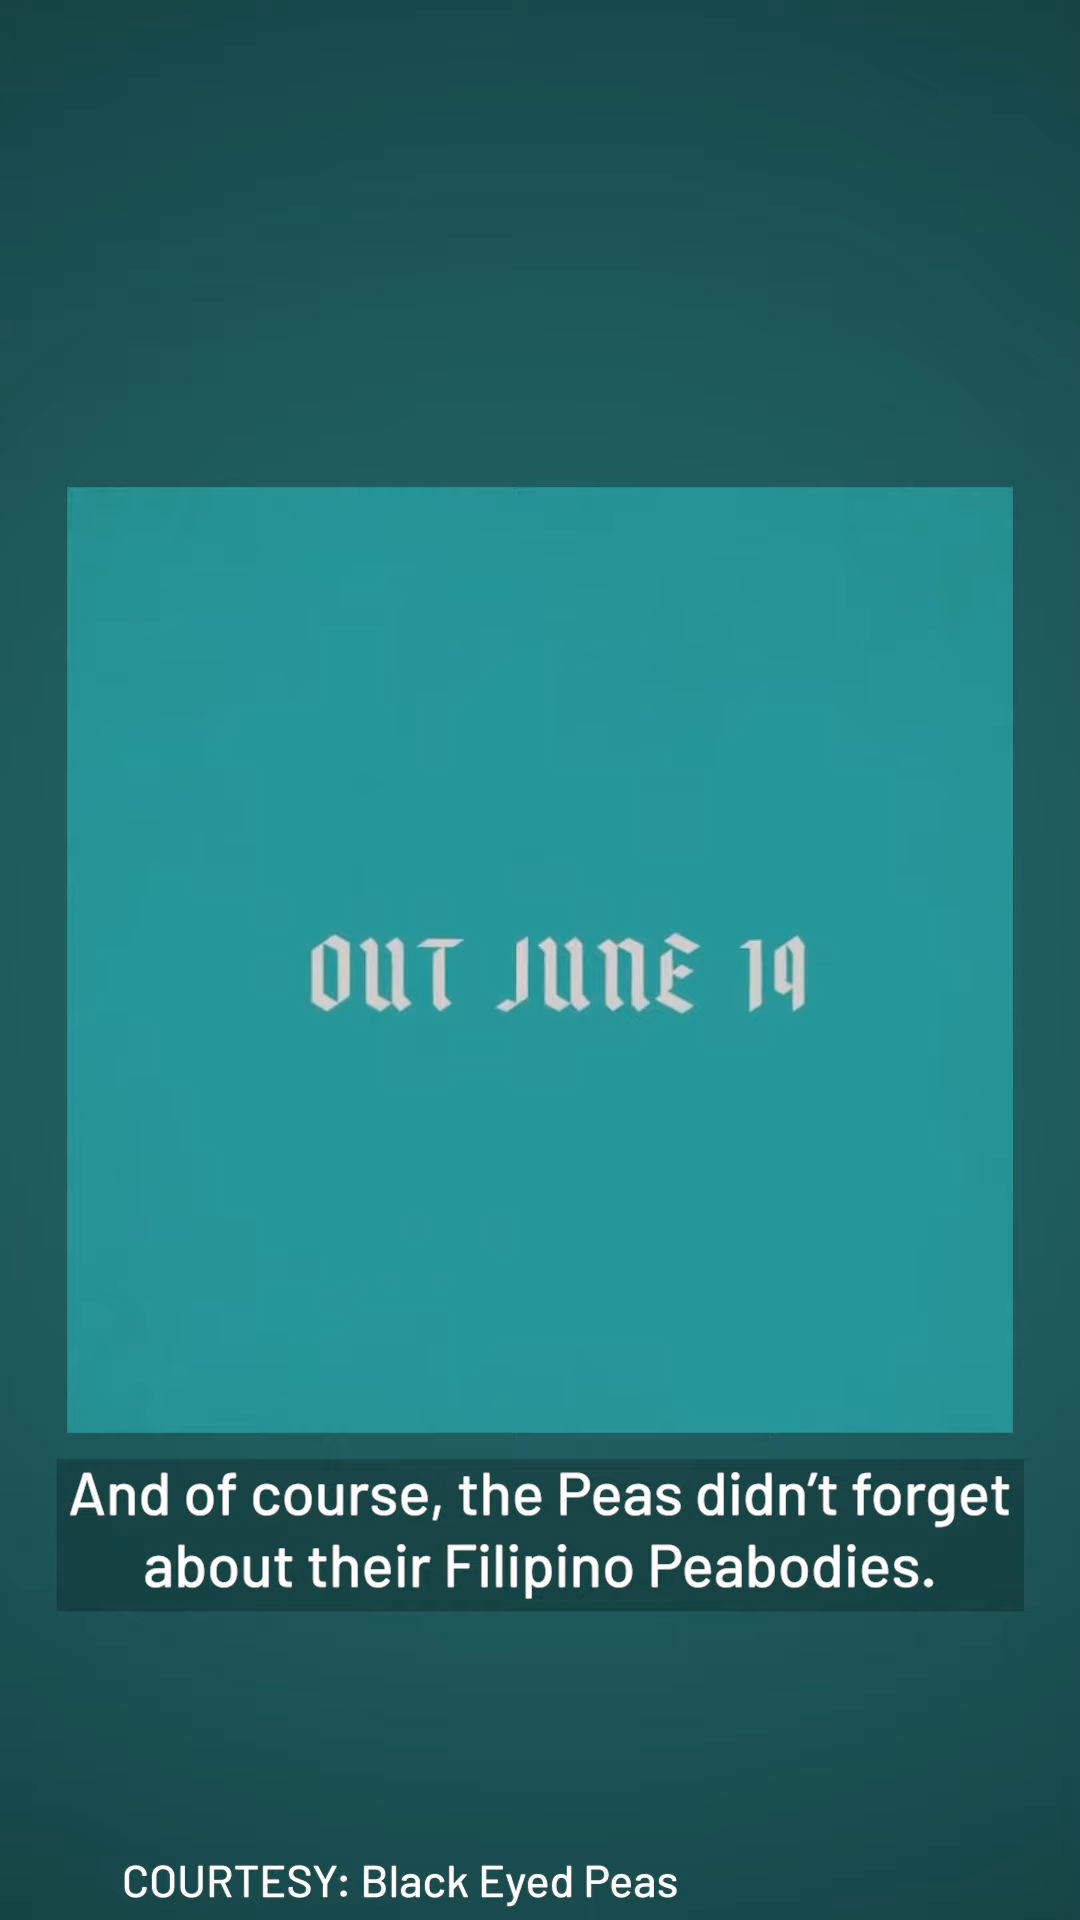 OUT JUNE 19
And of course, the Peas didn’t forget
about their Filipino Peabodies.
COURTESY: Black Eyed Peas